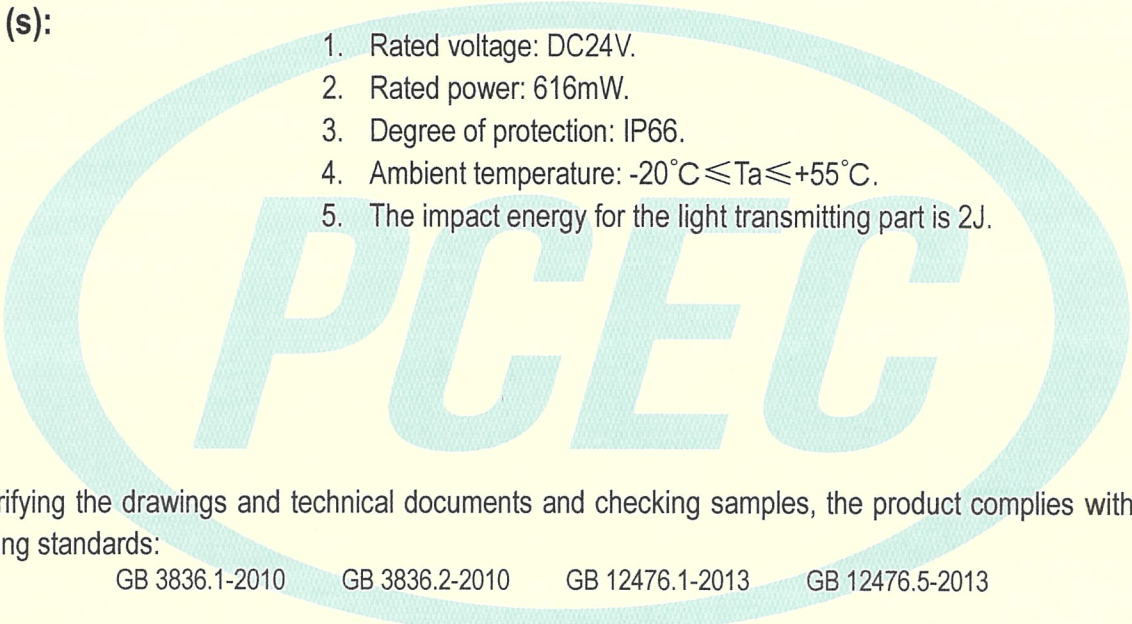 (s):
1. Rated voltage: DC24V.
2. Rated power: 616mW.
3. Degree of protection: IP66.
4. Ambient temperature: -20°C≤Ta≤+55°C.
5. The impact energy for the light transmitting part is 2J.
PCEC
rifying the drawings and technical documents and checking samples, the product complies with
ng standards:
GB 3836.1-2010 GB 3836.2-2010 GB 12476.1-2013 GB 12476.5-2013